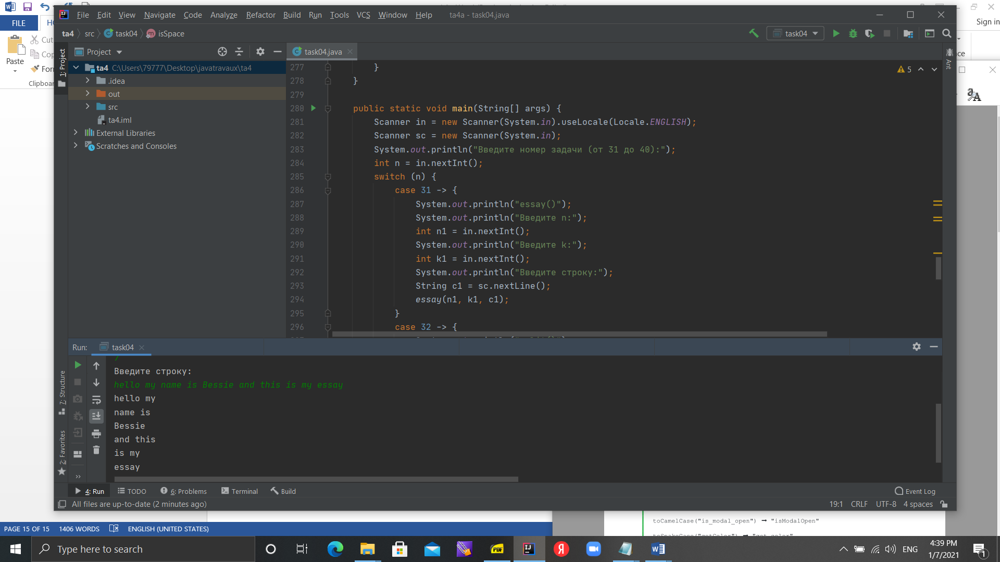 FILE
Sign in
Cut
Paste
Clipboar
File Edit View Navigate Code Analyze Refactor Build Run Tools VCS Window Help ta4a - task04.java
ta4 src task04 isSpace
task04
1: Project
Project
task04.java
5
Ant
ta4 C:\Users\79777\Desktop\javatravaux\ta4
.idea
out
src
ta4.iml
External Libraries
Scratches and Consoles
277 }
278 }
279
280 public static void main(String[] args) {
281 Scanner in = new Scanner(System.in).useLocale(Locale.ENGLISH);
282 Scanner sc = new Scanner(System.in);
283 System.out.println("Введите номер задачи (от 31 до 40):");
284 int n = in.nextInt();
285 switch (n) {
286 case 31 -> {
287 System.out.println("essay()");
288 System.out.println("Введите n:");
289 int n1 = in.nextInt();
290 System.out.println("Введите k:");
291 int k1 = in.nextInt();
292 System.out.println("Введите строку:");
293 String c1 = sc.nextLine();
294 essay(n1, k1, c1);
295 }
296 case 32 -> {
Run: task04
Введите строку:
hello my name is Bessie and this is my essay
hello my
name is
Bessie
and this
is my
essay
7: Structure
2: Favorites
4: Run TODO 6: Problems Terminal Build Event Log
All files are up-to-date (2 minutes ago) 19:1 CRLF UTF-8 4 spaces
toCamelCase("is_modal_open") → "isModalOpen"
PAGE 15 OF 15 1406 WORDS ENGLISH (UNITED STATES)
Type here to search
PDF
ENG
4:39 PM
1/7/2021
1